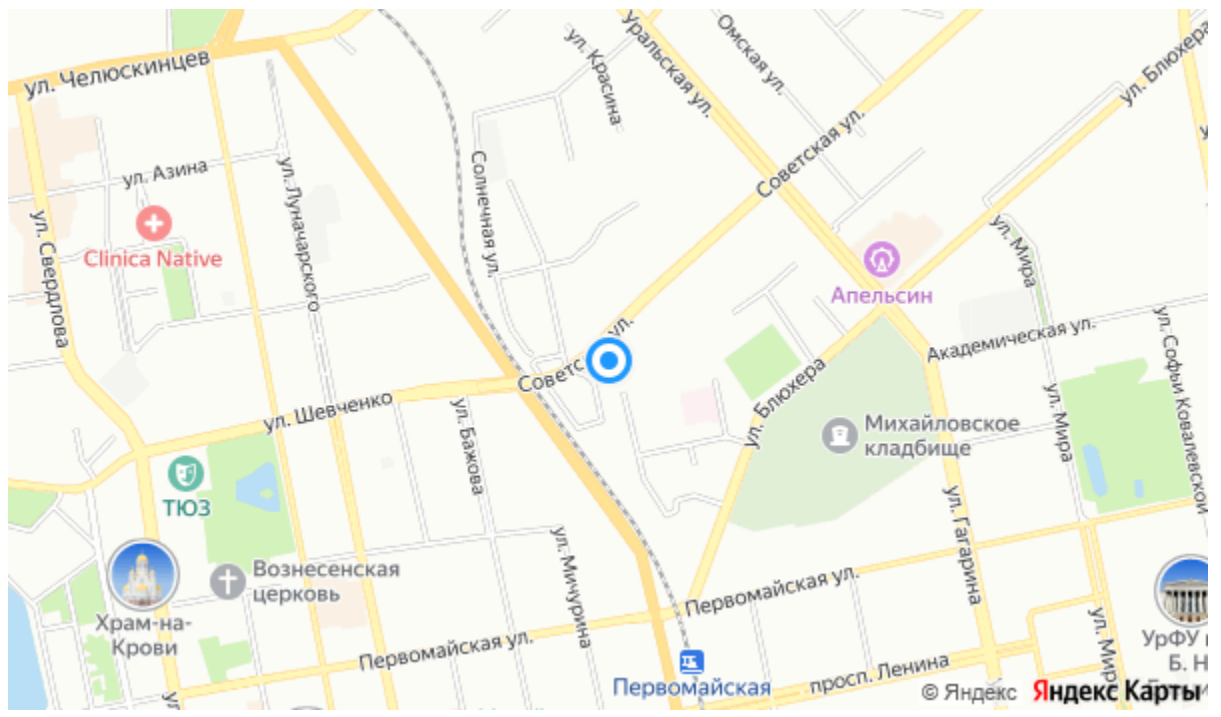 ул. Челюскинцев
Уральская ул.
Омская ул.
ул. Блюхера
ул. Красина
ул. Азина
ул. Луначарского
Солнечная ул.
Советская ул.
ул. Свердлова
Clinica Native
ул. Мира
Апельсин
Академическая ул.
ул. Софьи Ковалевской
Советс
ул.
ул. Шевченко
ул. Бажова
ул. Блюхера
Михайловское
кладбище
ул. Мира
ТЮЗ
ул. Гагарина
ул. Мичурина
Вознесенская
церковь
Храм-на-
Крови
Первомайская ул.
Первомайская ул.
Первомайская
просп. Ленина
ул. Мир
УрФУ
Б. Н
© Яндекс
Яндекс Карты